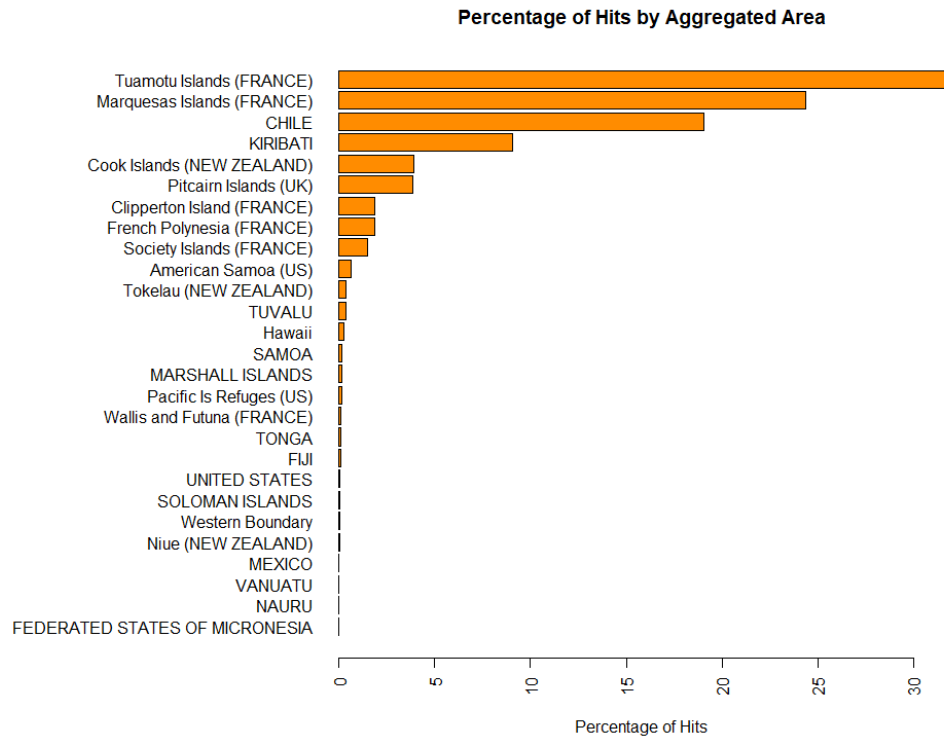 Percentage of Hits by Aggregated Area
Tuamotu Islands (FRANCE)
Marquesas Islands (FRANCE)
CHILE
KIRIBATI
Cook Islands (NEW ZEALAND)
Pitcairn Islands (UK)
Clipperton Island (FRANCE)
French Polynesia (FRANCE)
Society Islands (FRANCE)
American Samoa (US)
Tokelau (NEW ZEALAND)
TUVALU
Hawaii
SAMOA
MARSHALL ISLANDS
Pacific Is Refuges (US)
Wallis and Futuna (FRANCE)
TONGA
FIJI
UNITED STATES
SOLOMAN ISLANDS
Western Boundary
Niue (NEW ZEALAND)
MEXICO
VANUATU
NAURU
FEDERATED STATES OF MICRONESIA
0 5 10 15 20 25 30
Percentage of Hits